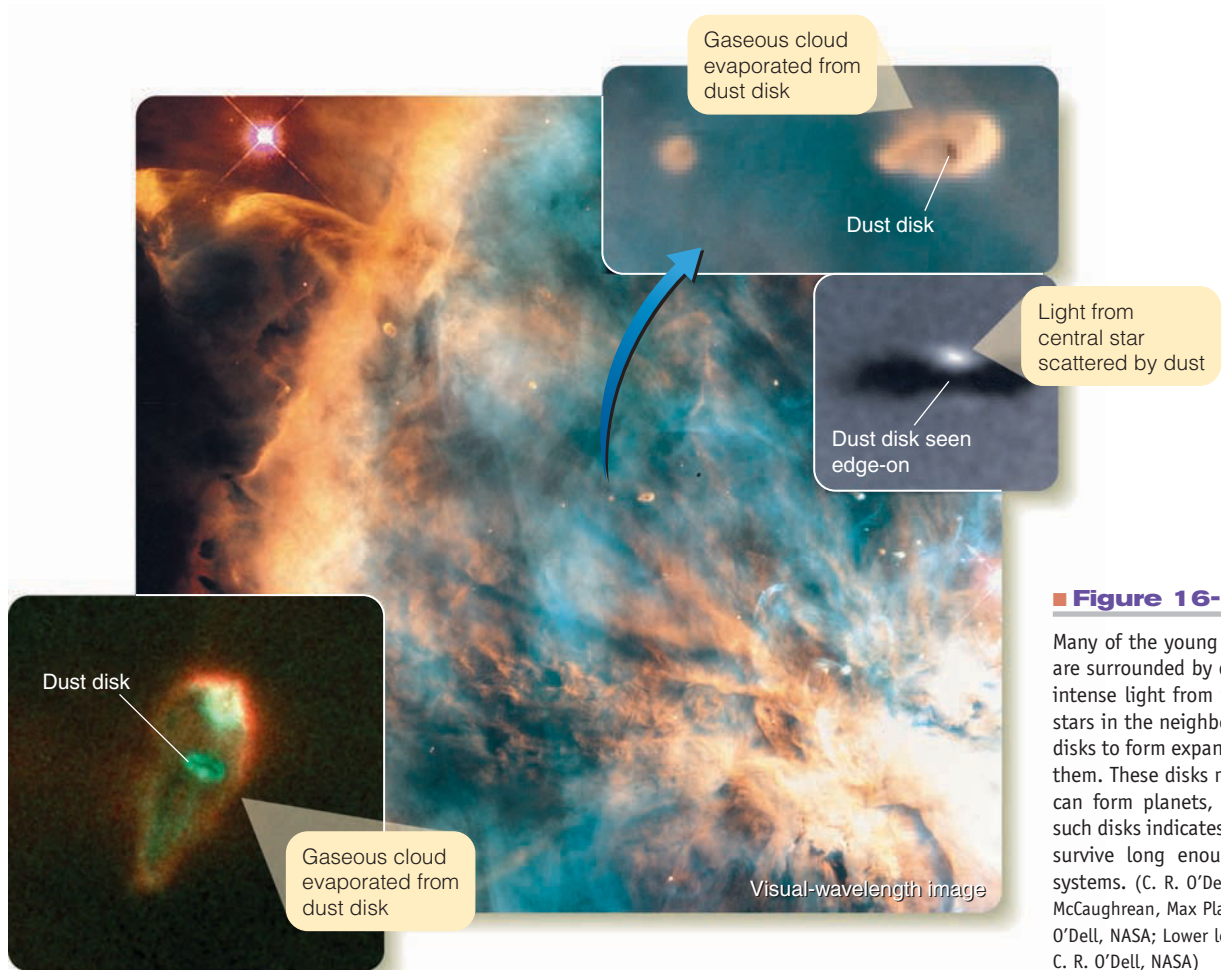 Gaseous cloud
evaporated from
dust disk
Dust disk
Light from
central star
scattered by dust
Dust disk seen
edge-on
Dust disk
Gaseous cloud
evaporated from
dust disk
Visual-wavelength image
■ Figure 16-
Many of the young
are surrounded by
intense light from
stars in the neighbo
disks to form expan
them. These disks
can form planets,
such disks indicates
survive long enou
systems. (C. R. O’De
McCaughrean, Max Pla
O’Dell, NASA; Lower le
C. R. O’Dell, NASA)